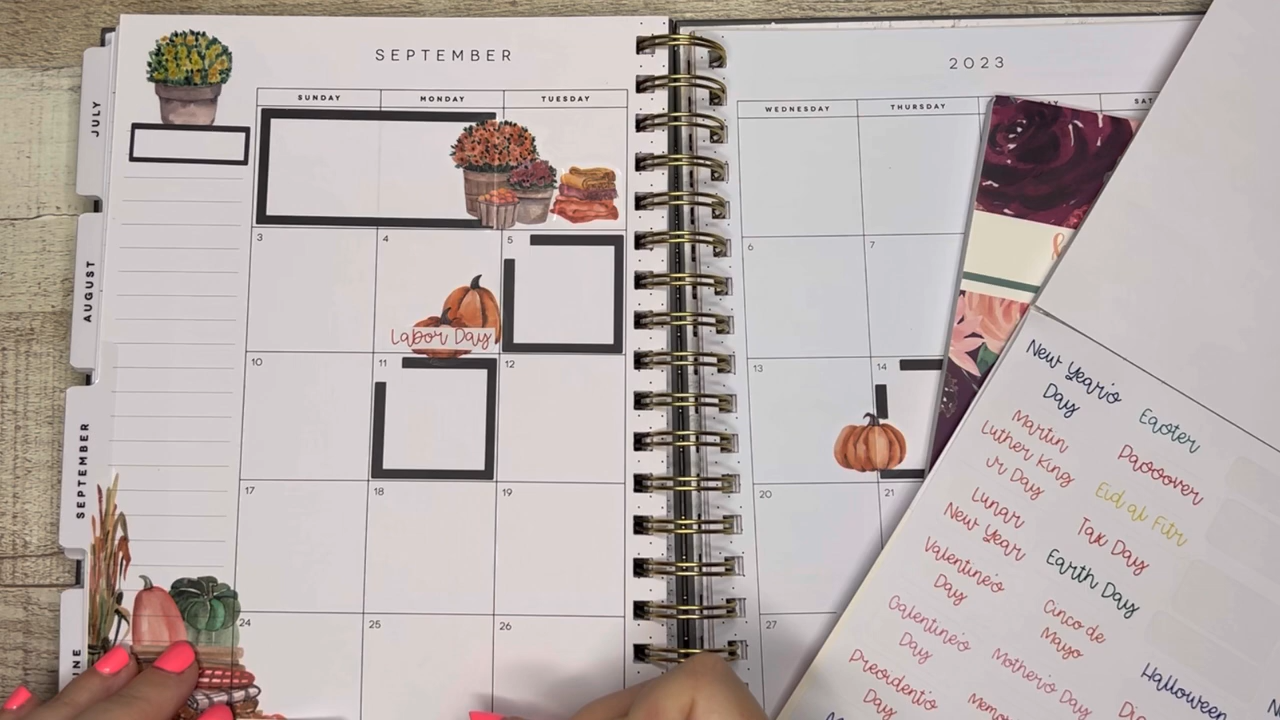 SEPTEMBER
2023
SUNDAY MONDAY TUESDAY
WEDNESDAY THURSDAY
JULY
AUGUST
SEPTEMBER
3 4 5
6 7
Labor Day
10 11 12
13 14
17 18 19
20 21
24 25 26
27
New Year's
Day
Martin
Luther King
Jr Day
Lunar
New Year
Valentine's
Day
Galentine's
Day
Presidents
Day
Easter
Passover
Eid al Fitr
Tax Day
Earth Day
Cinco de
Mayo
Mother's Day
Halloween